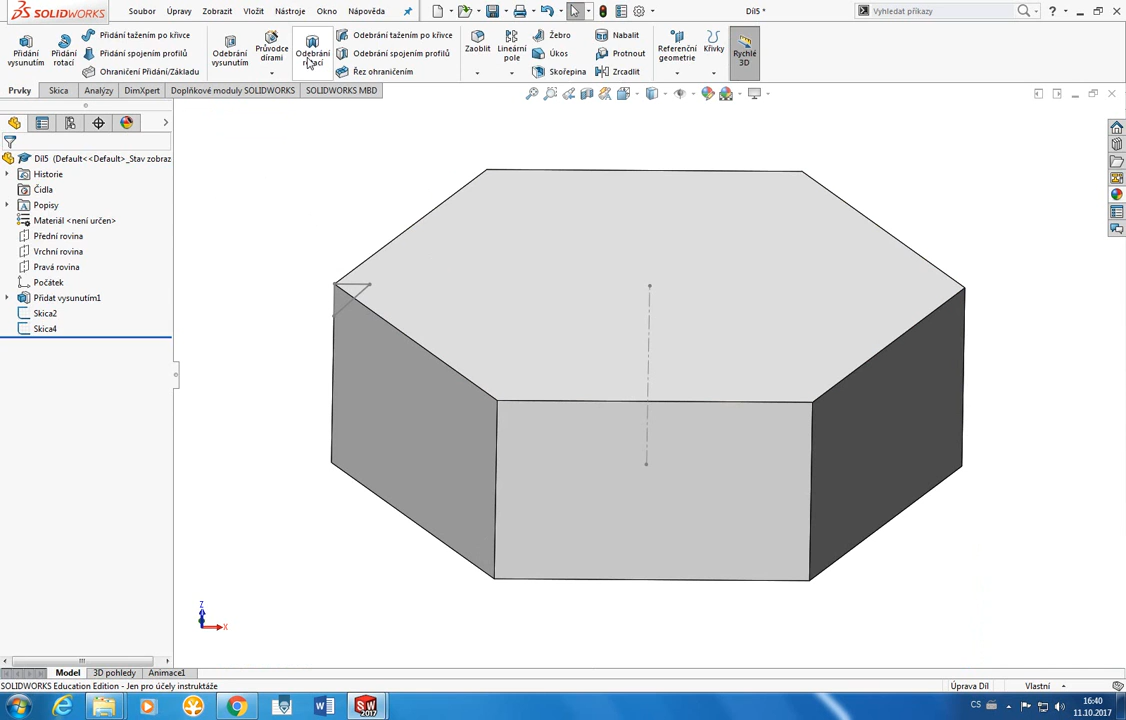 SOLIDWORKS
Soubor Úpravy Zobrazit Vložit Nástroje Okno Nápověda
Díl5 *
Vyhledat příkazy
Přidání vysunutím
Přidání rotací
Přidání tažením po křivce
Přidání spojením profilů
Ohraničení Přidání/Základu
Odebrání vysunutím
Průvodce dírami
Odebrání rotací
Odebrání tažením po křivce
Odebrání spojením profilů
Řez ohraničením
Zaoblit
Lineární pole
Žebro
Úkos
Skořepina
Nabalit
Protnout
Zrcadlit
Referenční geometrie
Křivky
Rychlé 3D
Prvky Skica Analýzy DimXpert Doplňkové moduly SOLIDWORKS SOLIDWORKS MBD
Díl5 (Default<<Default>_Stav zobraz
Historie
Čidla
Popisy
Materiál <není určen>
Přední rovina
Vrchní rovina
Pravá rovina
Počátek
Přidat vysunutím1
Skica2
Skica4
Z
X
Model 3D pohledy Animace1
SOLIDWORKS Education Edition - Jen pro účely instruktáže
Úprava Díl
Vlastní
SW 2017
CS
16:40
11.10.2017